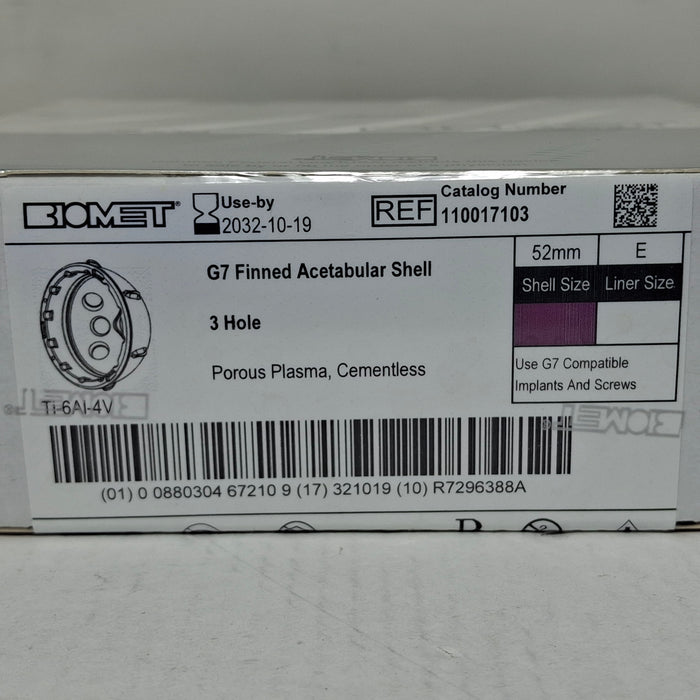 BIOMET®
Use-by
2032-10-19
REF
Catalog Number
110017103
G7 Finned Acetabular Shell
3 Hole
Porous Plasma, Cementless
52mm E
Shell Size Liner Size
Use G7 Compatible
Implants And Screws
Ti-6Al-4V
BIOMET®
BIOMET®
(01) 0 0880304 67210 9 (17) 321019 (10) R7296388A